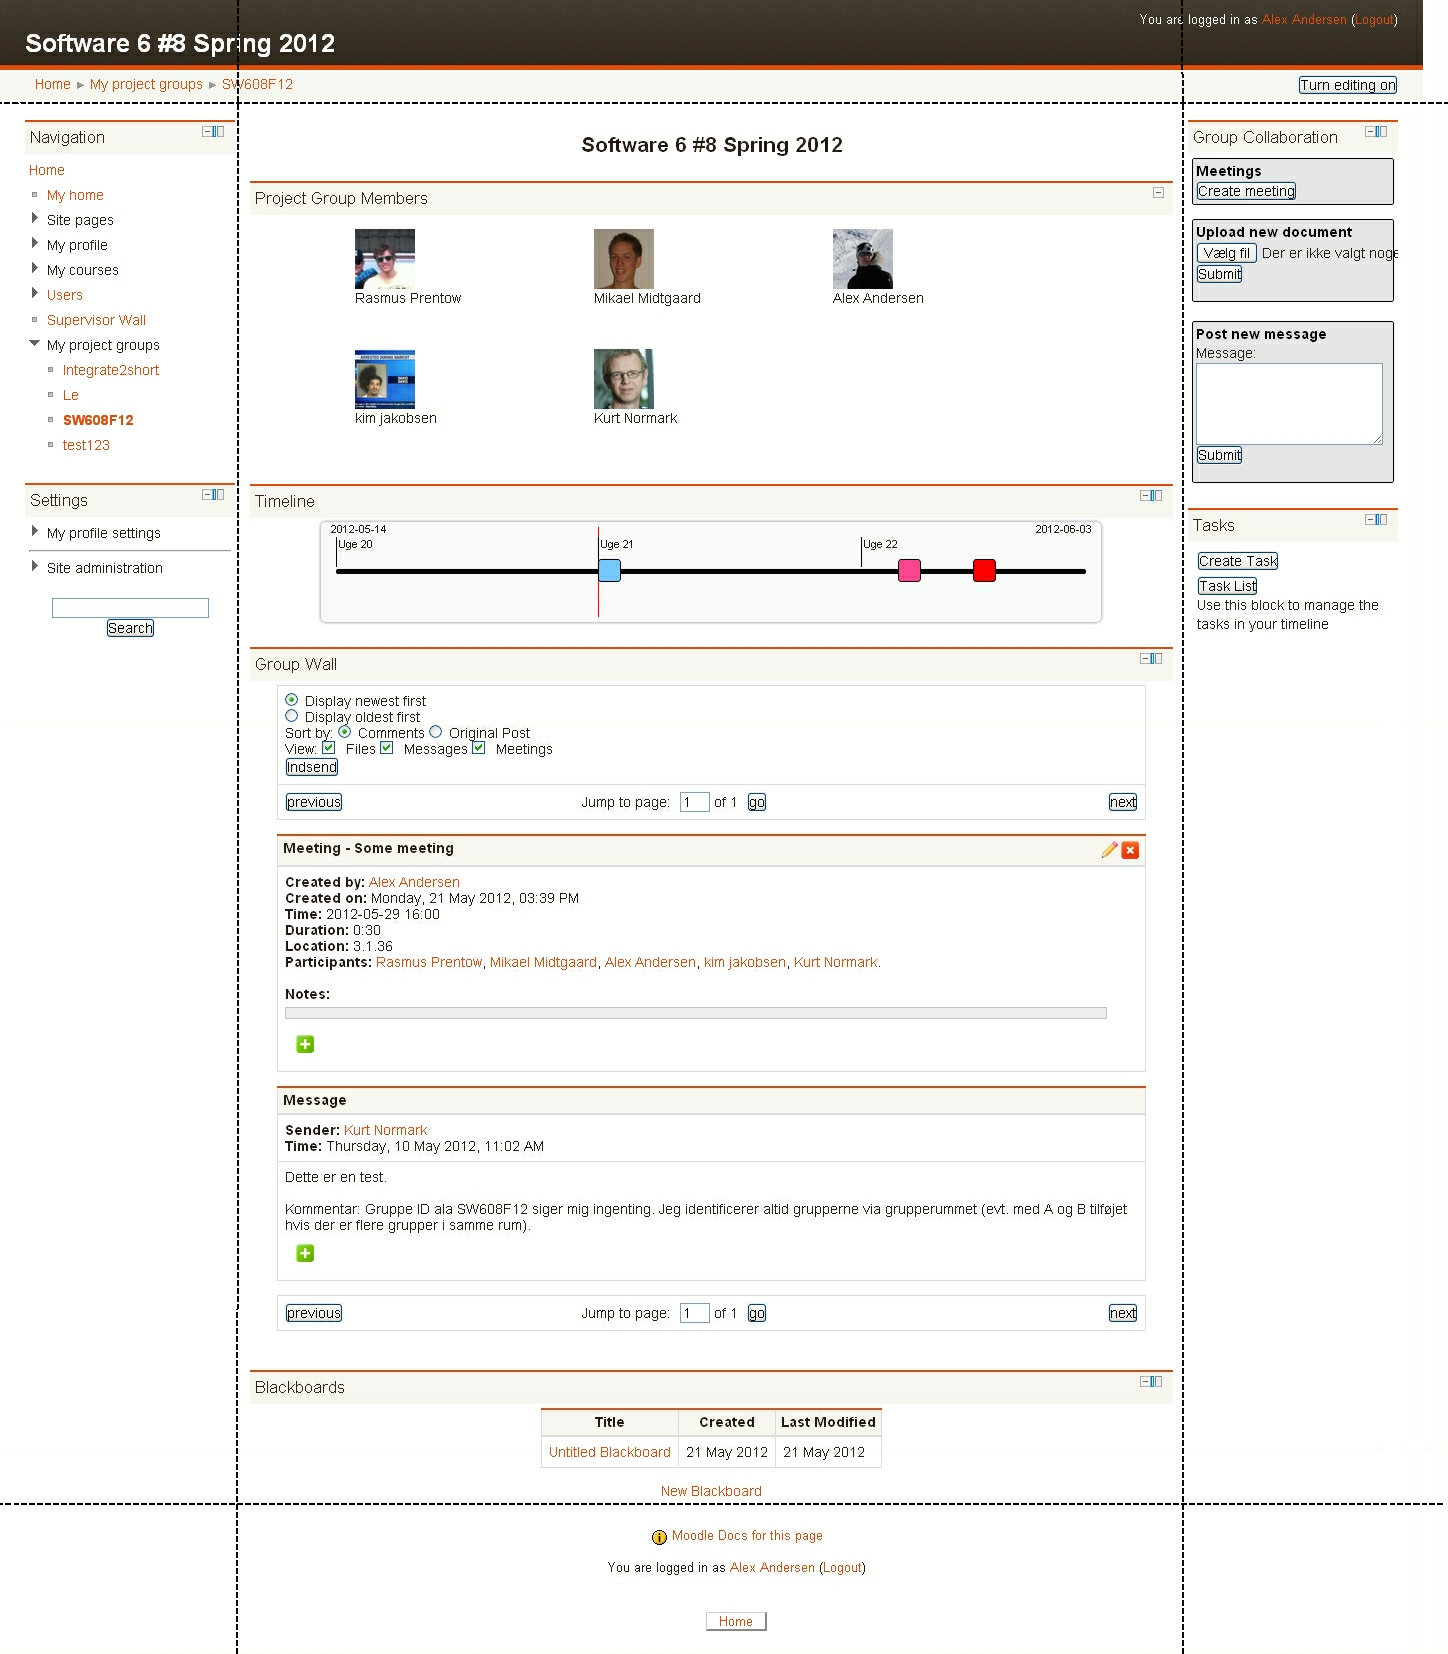 You are logged in as Alex Andersen (Logout)
Software 6 #8 Spring 2012
Home ► My project groups ► SW608F12
Turn editing on
Navigation
Home
My home
Site pages
My profile
My courses
Users
Supervisor Wall
My project groups
Integrate2short
Le
SW608F12
test123
Settings
My profile settings
Site administration
Search
Software 6 #8 Spring 2012
Project Group Members
Rasmus Prentow
Mikael Midtgaard
Alex Andersen
ARRESTED DURING HAIRCUT
kim jakobsen
Kurt Normark
Timeline
2012-05-14
2012-06-03
Uge 20
Uge 21
Uge 22
Group Wall
Display newest first
Display oldest first
Sort by: Comments Original Post
View: Files Messages Meetings
Indsend
previous
Jump to page: 1 of 1 go
next
Meeting - Some meeting
Created by: Alex Andersen
Created on: Monday, 21 May 2012, 03:39 PM
Time: 2012-05-29 16:00
Duration: 0:30
Location: 3.1.36
Participants: Rasmus Prentow, Mikael Midtgaard, Alex Andersen, kim jakobsen, Kurt Normark.
Notes:
Message
Sender: Kurt Normark
Time: Thursday, 10 May 2012, 11:02 AM
Dette er en test.
Kommentar: Gruppe ID ala SW608F12 siger mig ingenting. Jeg identificerer altid grupperne via grupperummet (evt. med A og B tilføjet
hvis der er flere grupper i samme rum).
previous
Jump to page: 1 of 1 go
next
Blackboards
Title Created Last Modified
Untitled Blackboard 21 May 2012 21 May 2012
New Blackboard
Group Collaboration
Meetings
Create meeting
Upload new document
Vælg fil Der er ikke valgt noge
Submit
Post new message
Message:
Submit
Tasks
Create Task
Task List
Use this block to manage the
tasks in your timeline
Moodle Docs for this page
You are logged in as Alex Andersen (Logout)
Home